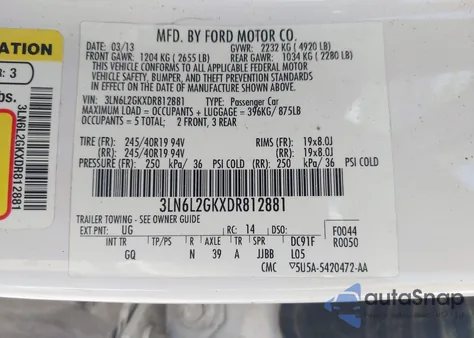 MFD. BY FORD MOTOR CO.
DATE: 03/13 GVWR: 2232 KG ( 4920 LB)
FRONT GAWR: 1204 KG ( 2655 LB) REAR GAWR: 1034 KG ( 2280 LB)
THIS VEHICLE CONFORMS TO ALL APPLICABLE FEDERAL MOTOR
VEHICLE SAFETY, BUMPER, AND THEFT PREVENTION STANDARDS
IN EFFECT ON THE DATE OF MANUFACTURE SHOWN ABOVE.
VIN: 3LN6L2GKXDR812881 TYPE: Passenger Car
MAXIMUM LOAD = OCCUPANTS + LUGGAGE = 396KG / 875LB
OCCUPANTS = 5 TOTAL; 2 FRONT, 3 REAR
TIRE (FR): 245/40R19 94V RIMS (FR): 19x8.0J
TIRE (RR): 245/40R19 94V (RR): 19x8.0J
PRESSURE (FR): 250 kPa/ 36 PSI COLD (RR): 250 kPa/ 36 PSI COLD
3LN6L2GKXDR812881
TRAILER TOWING - SEE OWNER GUIDE
EXT PNT: UG RC: 14 DSO: F0044
INT TR TP/PS R AXLE TR SPR DC91F R0050
GQ N 39 A JJBB L05
CMC 5U5A-5420472-AA
ATION
R: 3
lbs.
3LN6L2GKXDR812881
autoSnap